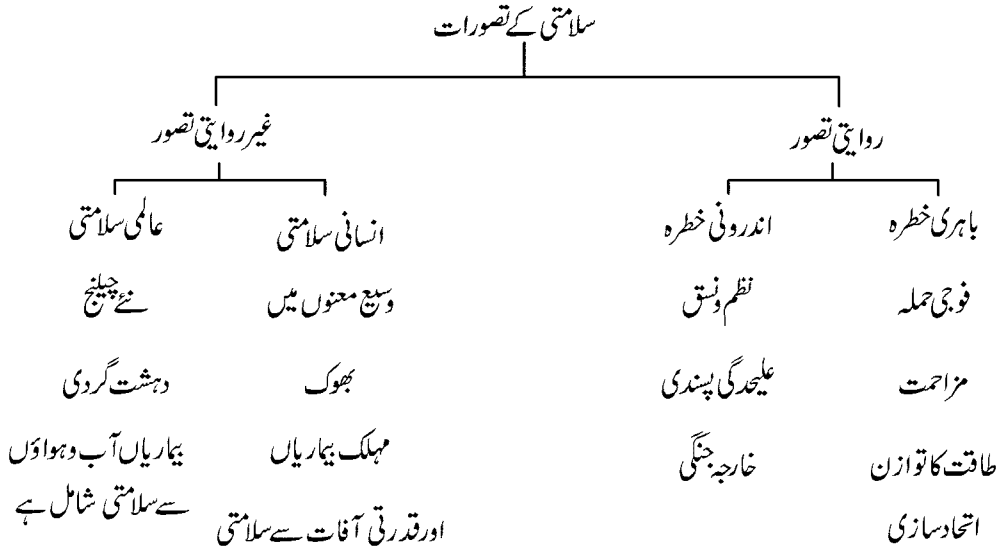 سلامتی کے تصورات
روایتی تصور
غیر روایتی تصور
باہری خطرہ
فوجی حملہ
مزاحمت
طاقت کا توازن
اتحاد سازی
اندرونی خطرہ
نظم و نسق
علیحدگی پسندی
خارجہ جنگی
انسانی سلامتی
وسیع معنوں میں
بھوک
مہلک بیماریاں
اور قدرتی آفات سے سلامتی
عالمی سلامتی
نئے چیلنج
دہشت گردی
بیماریاں آب و ہواؤں
سے سلامتی شامل ہے